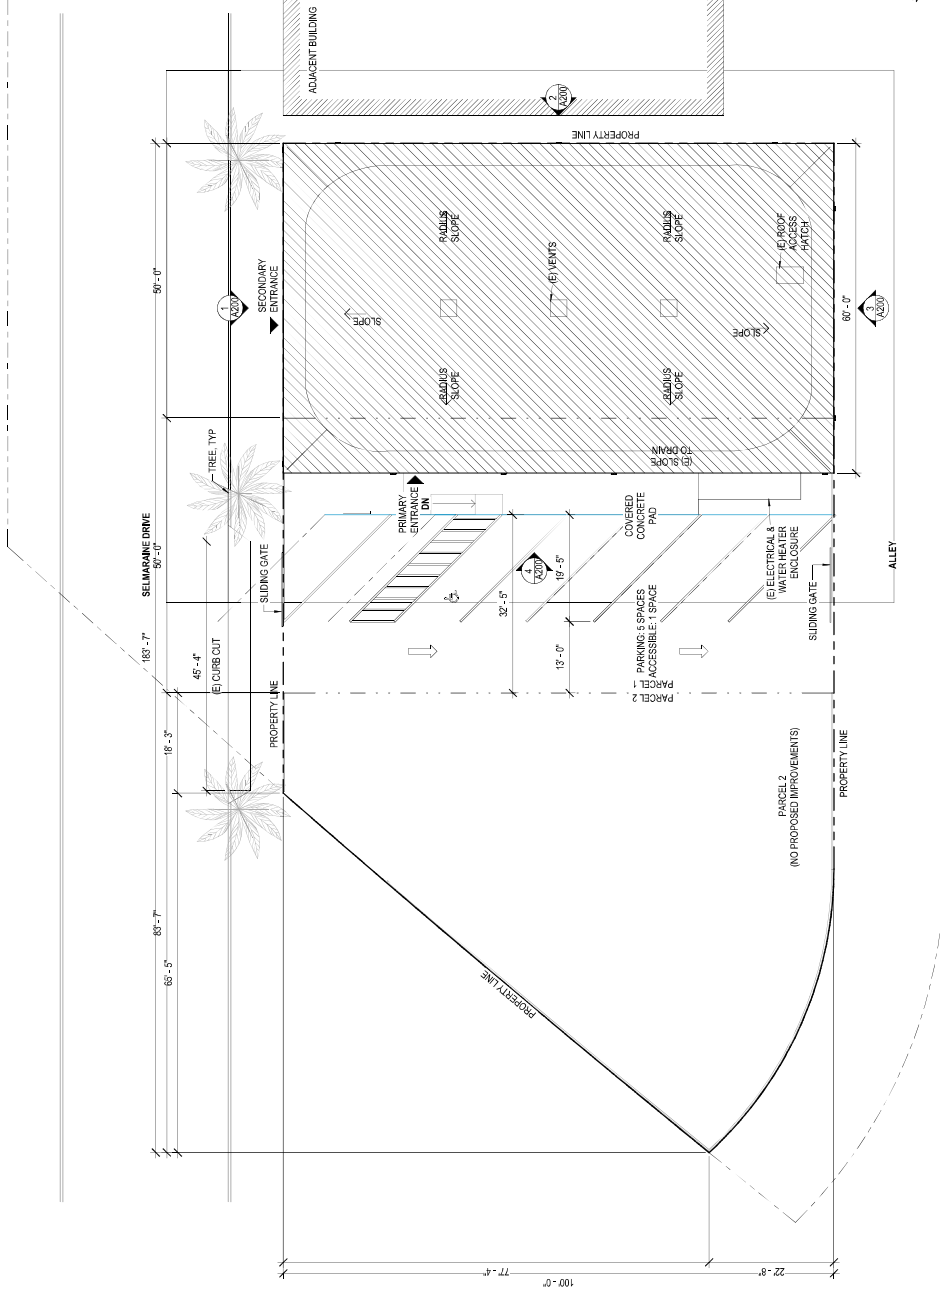 ADJACENT BUILDING
2
A200
PROPERTY LINE
50' - 0"
1
A200
SECONDARY
ENTRANCE
RADIUS
SLOPE
RADIUS
SLOPE
(E) VENTS
(E) ROOF
ACCESS
HATCH
SLOPE
SLOPE
60' - 0"
3
A200
RADIUS
SLOPE
RADIUS
SLOPE
(E) SLOPE
TO DRAIN
TREE, TYP
SELMARAINE DRIVE
50' - 0"
SLIDING GATE
PRIMARY
ENTRANCE
DN
COVERED
CONCRETE
PAD
4
A200
19' - 5"
32' - 5"
13' - 0"
(E) ELECTRICAL &
WATER HEATER
ENCLOSURE
SLIDING GATE
ALLEY
PARKING: 5 SPACES
ACCESSIBLE: 1 SPACE
PARCEL 1
PARCEL 2
183' - 7"
45' - 4"
(E) CURB CUT
PROPERTY LINE
18' - 3"
PARCEL 2
(NO PROPOSED IMPROVEMENTS)
PROPERTY LINE
83' - 7"
65' - 5"
PROPERTY LINE
77' - 4"
100' - 0"
22' - 8"